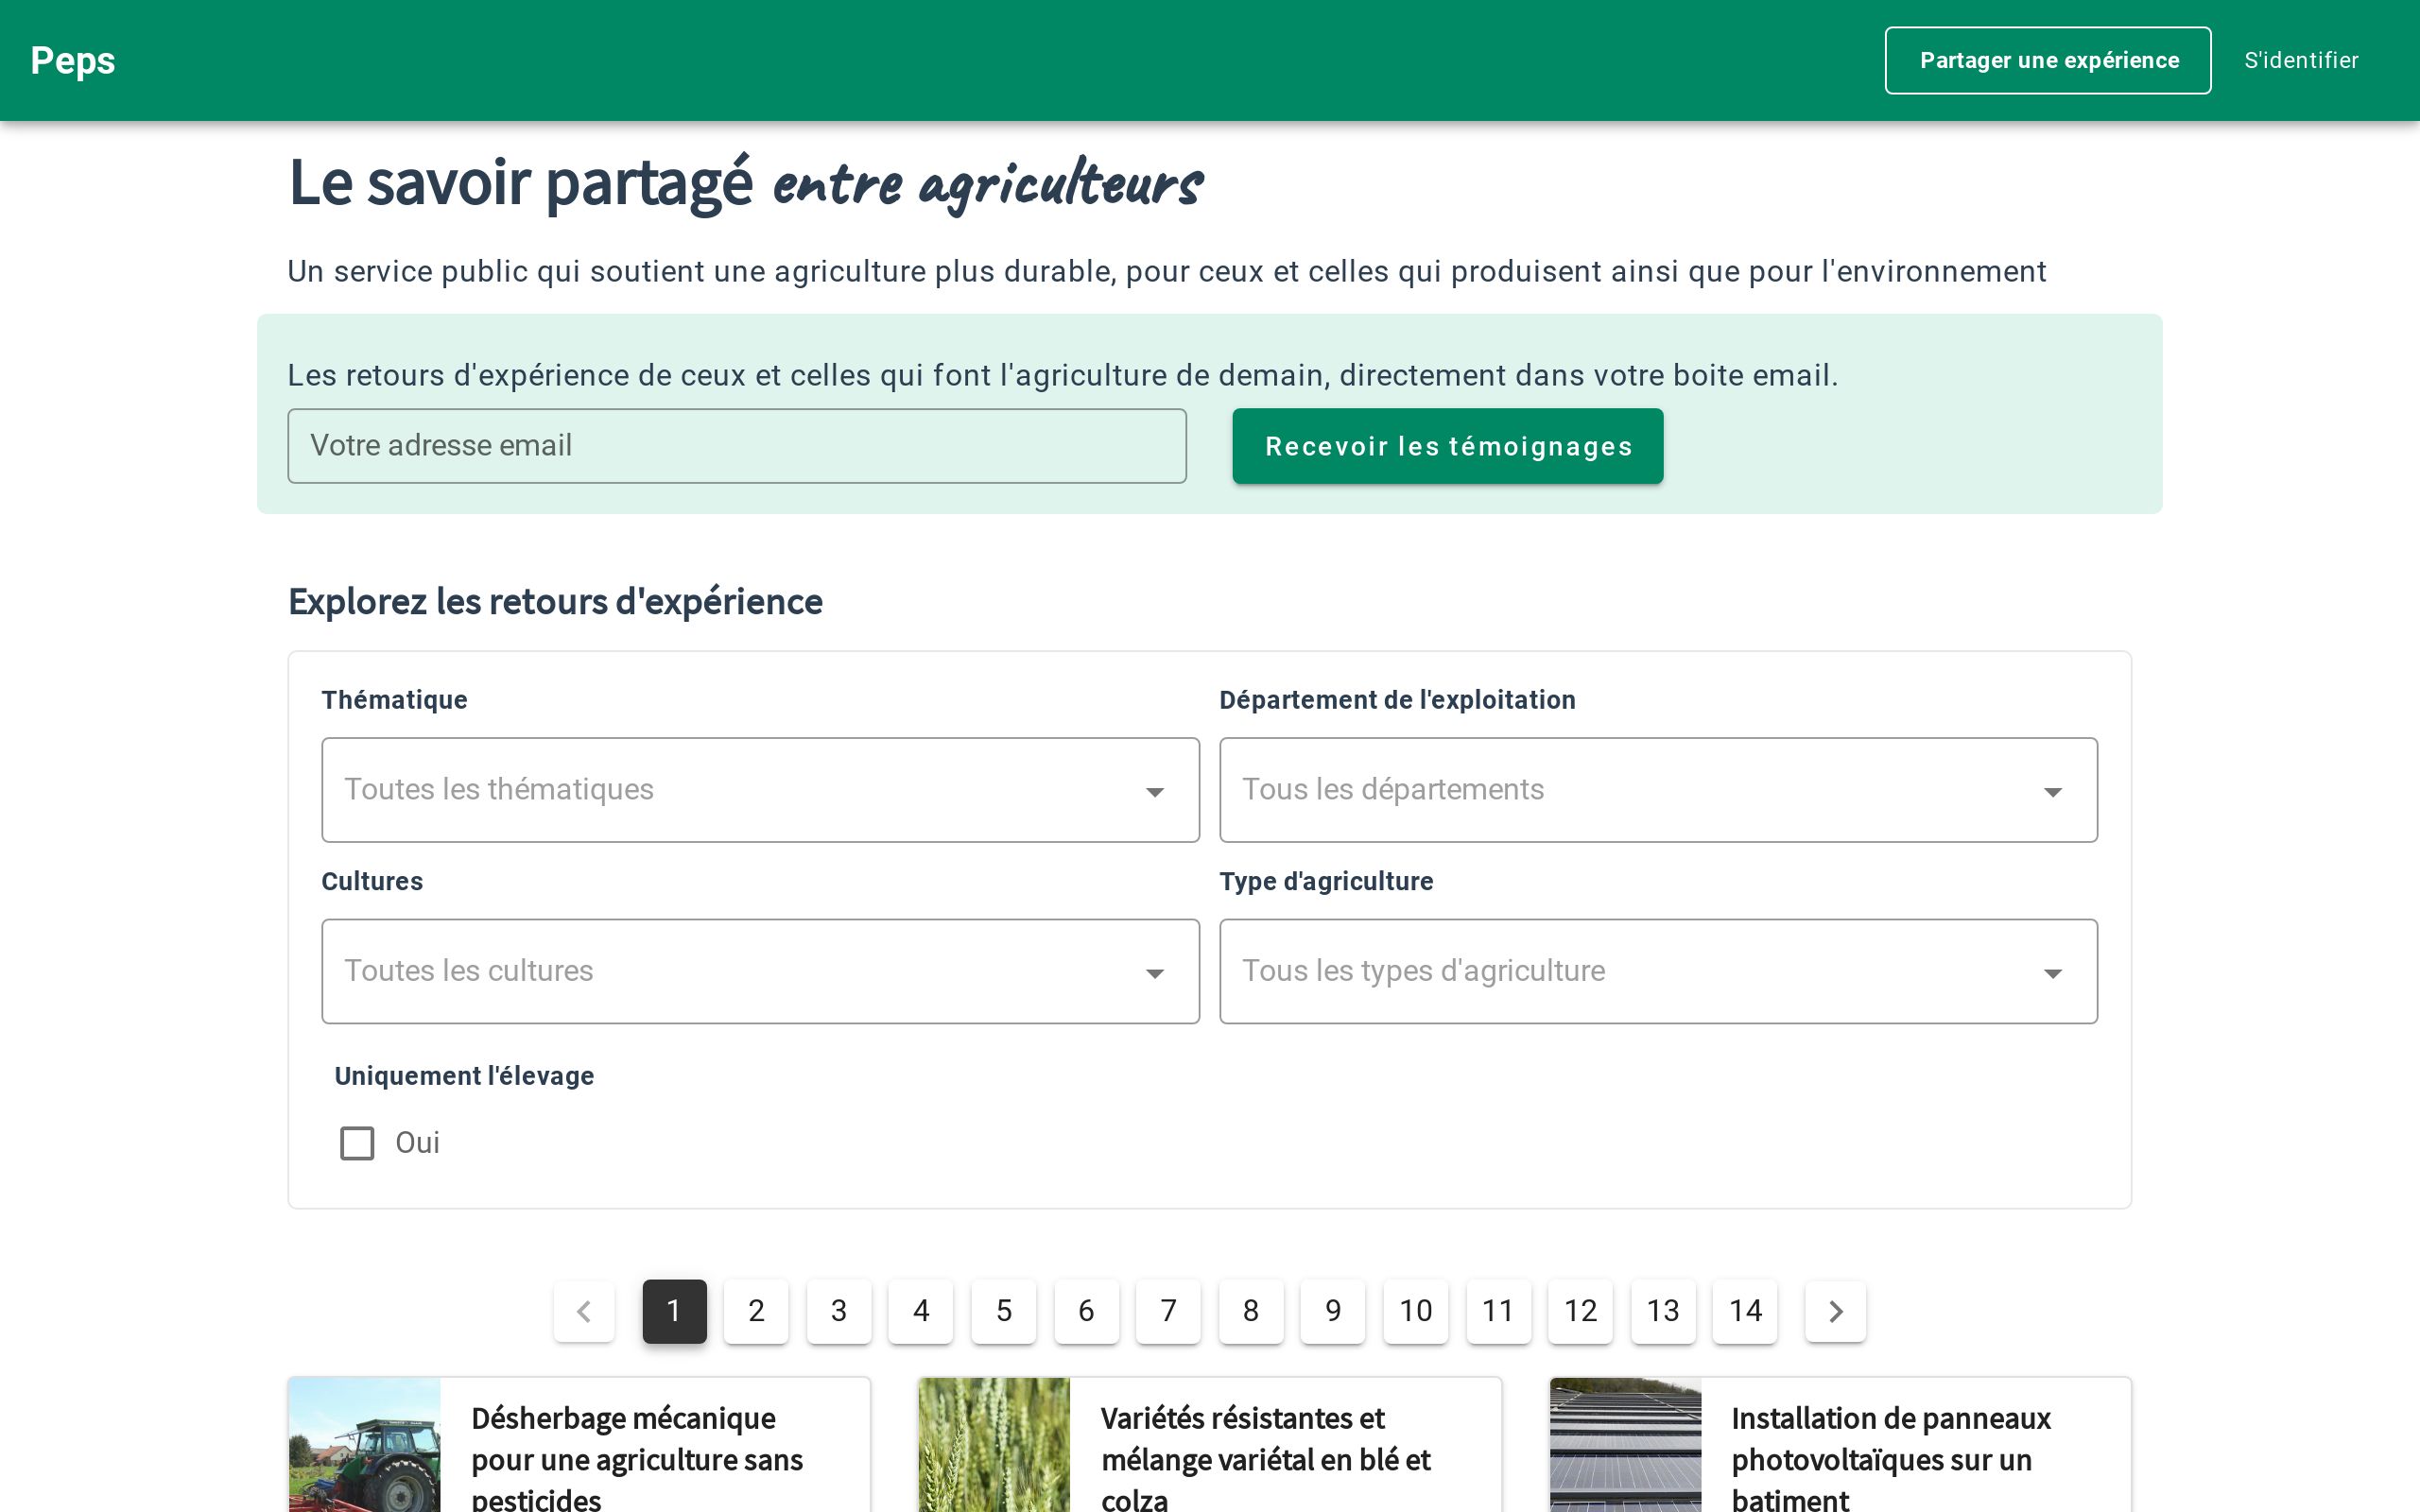 Peps
Partager une expérience
S'identifier
Le savoir partagé entre agriculteurs
Un service public qui soutient une agriculture plus durable, pour ceux et celles qui produisent ainsi que pour l'environnement
Les retours d'expérience de ceux et celles qui font l'agriculture de demain, directement dans votre boite email.
Votre adresse email
Recevoir les témoignages
Explorez les retours d'expérience
Thématique
Département de l'exploitation
Toutes les thématiques
Tous les départements
Cultures
Type d'agriculture
Toutes les cultures
Tous les types d'agriculture
Uniquement l'élevage
Oui
1 2 3 4 5 6 7 8 9 10 11 12 13 14
Désherbage mécanique
pour une agriculture sans
pesticides
Variétés résistantes et
mélange variétal en blé et
colza
Installation de panneaux
photovoltaïques sur un
batiment